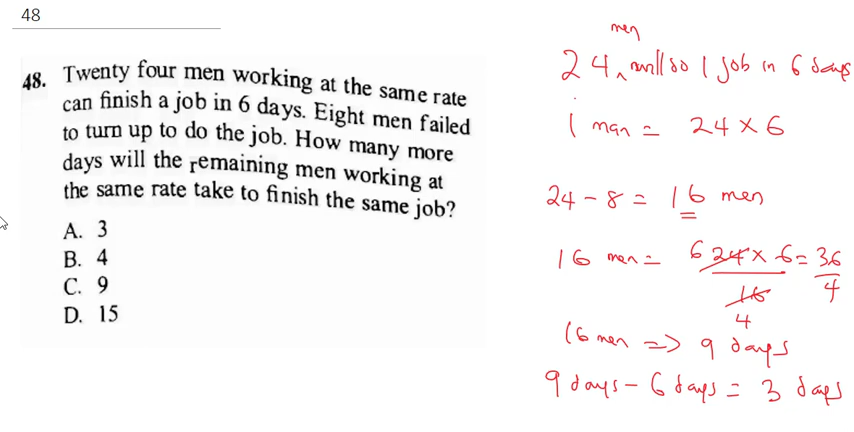 48
48. Twenty four men working at the same rate
can finish a job in 6 days. Eight men failed
to turn up to do the job. How many more
days will the remaining men working at
the same rate take to finish the same job?
A. 3
B. 4
C. 9
D. 15
men
24 ‸ will do 1 job in 6 days
1 man = 24 × 6
24 - 8 = 16 men
16 men = 6 24 × 6 = 36
16 4
4
16 men => 9 days
9 days - 6 days = 3 days